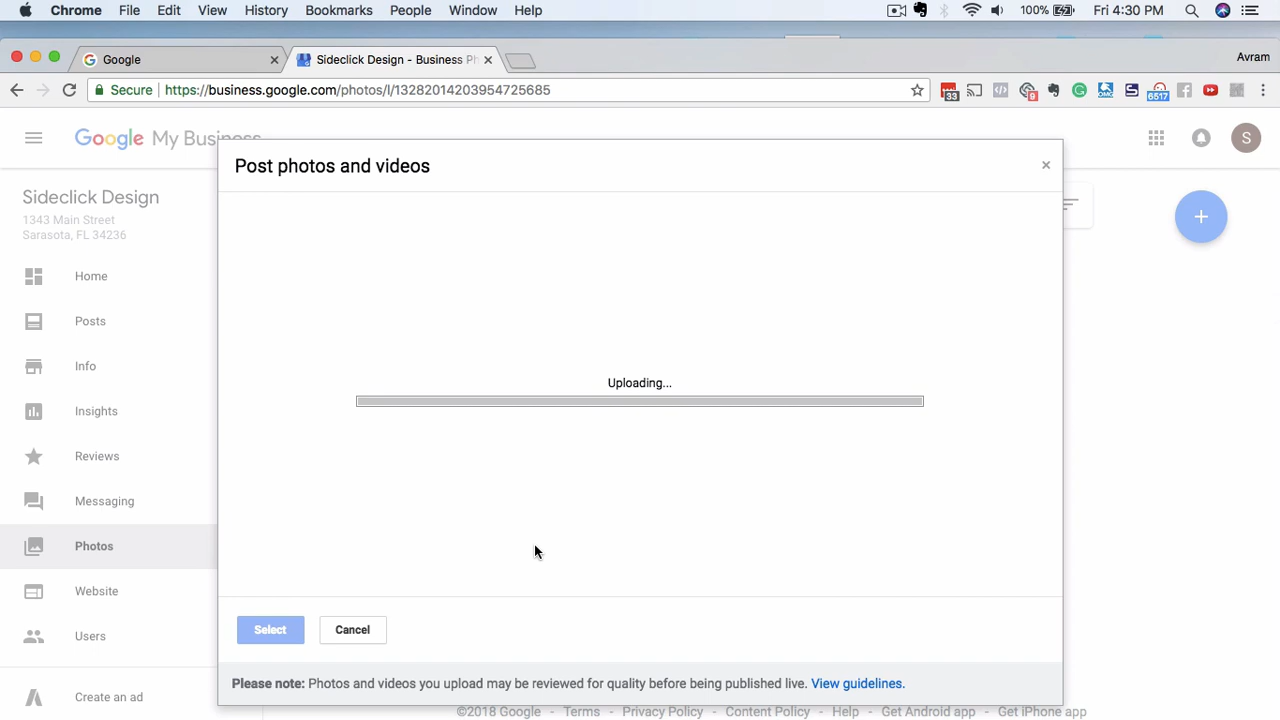 Chrome File Edit View History Bookmarks People Window Help 100% Fri 4:30 PM
Google Sideclick Design - Business Ph Avram
Secure https://business.google.com/photos/l/13282014203954725685 33 9 6517
Google My Business S
Post photos and videos
Sideclick Design
1343 Main Street
Sarasota, FL 34236
Home
Posts
Info
Uploading...
Insights
Reviews
Messaging
Photos
Website
Users
Select Cancel
Please note: Photos and videos you upload may be reviewed for quality before being published live. View guidelines.
Create an ad
©2018 Google - Terms - Privacy Policy - Content Policy - Help - Get Android app - Get iPhone app